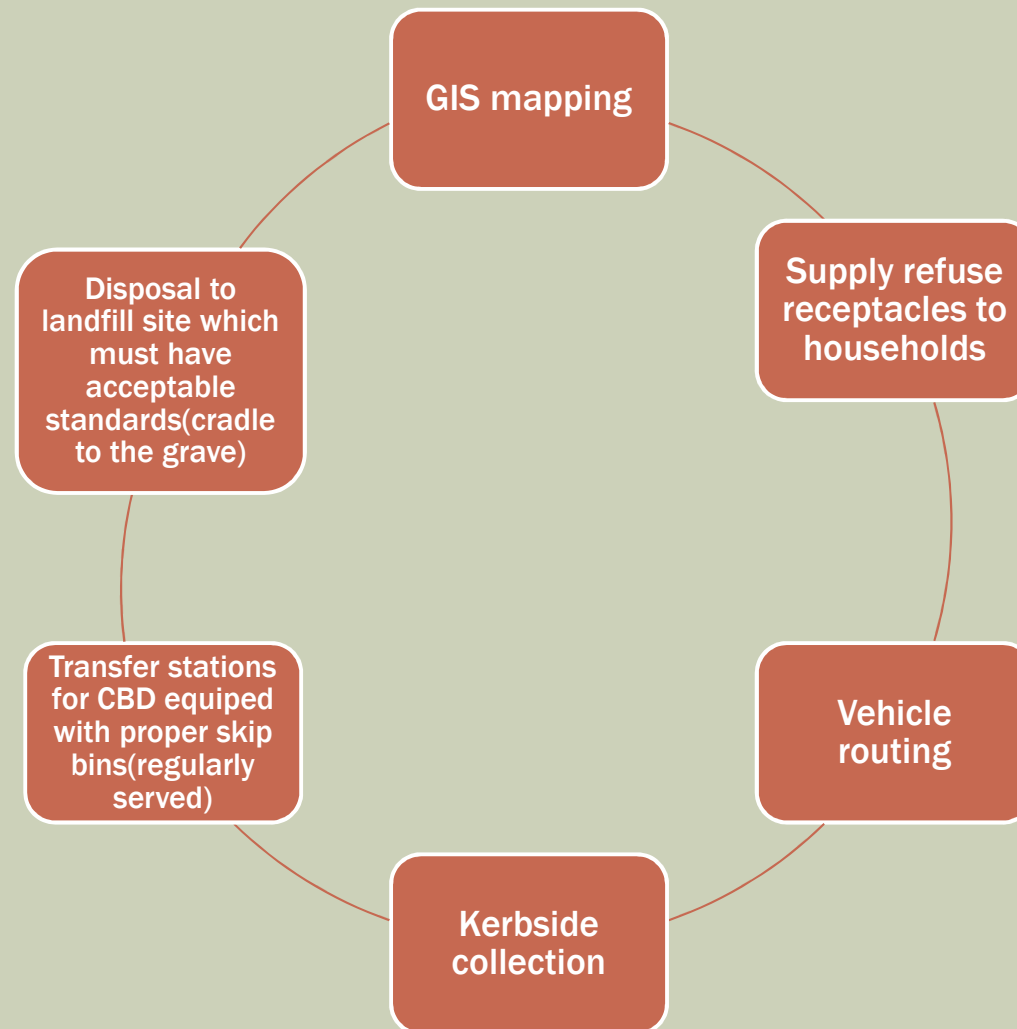 GIS mapping
Supply refuse
receptacles to
households
Vehicle
routing
Kerbside
collection
Transfer stations
for CBD equiped
with proper skip
bins(regularly
served)
Disposal to
landfill site which
must have
acceptable
standards(cradle
to the grave)